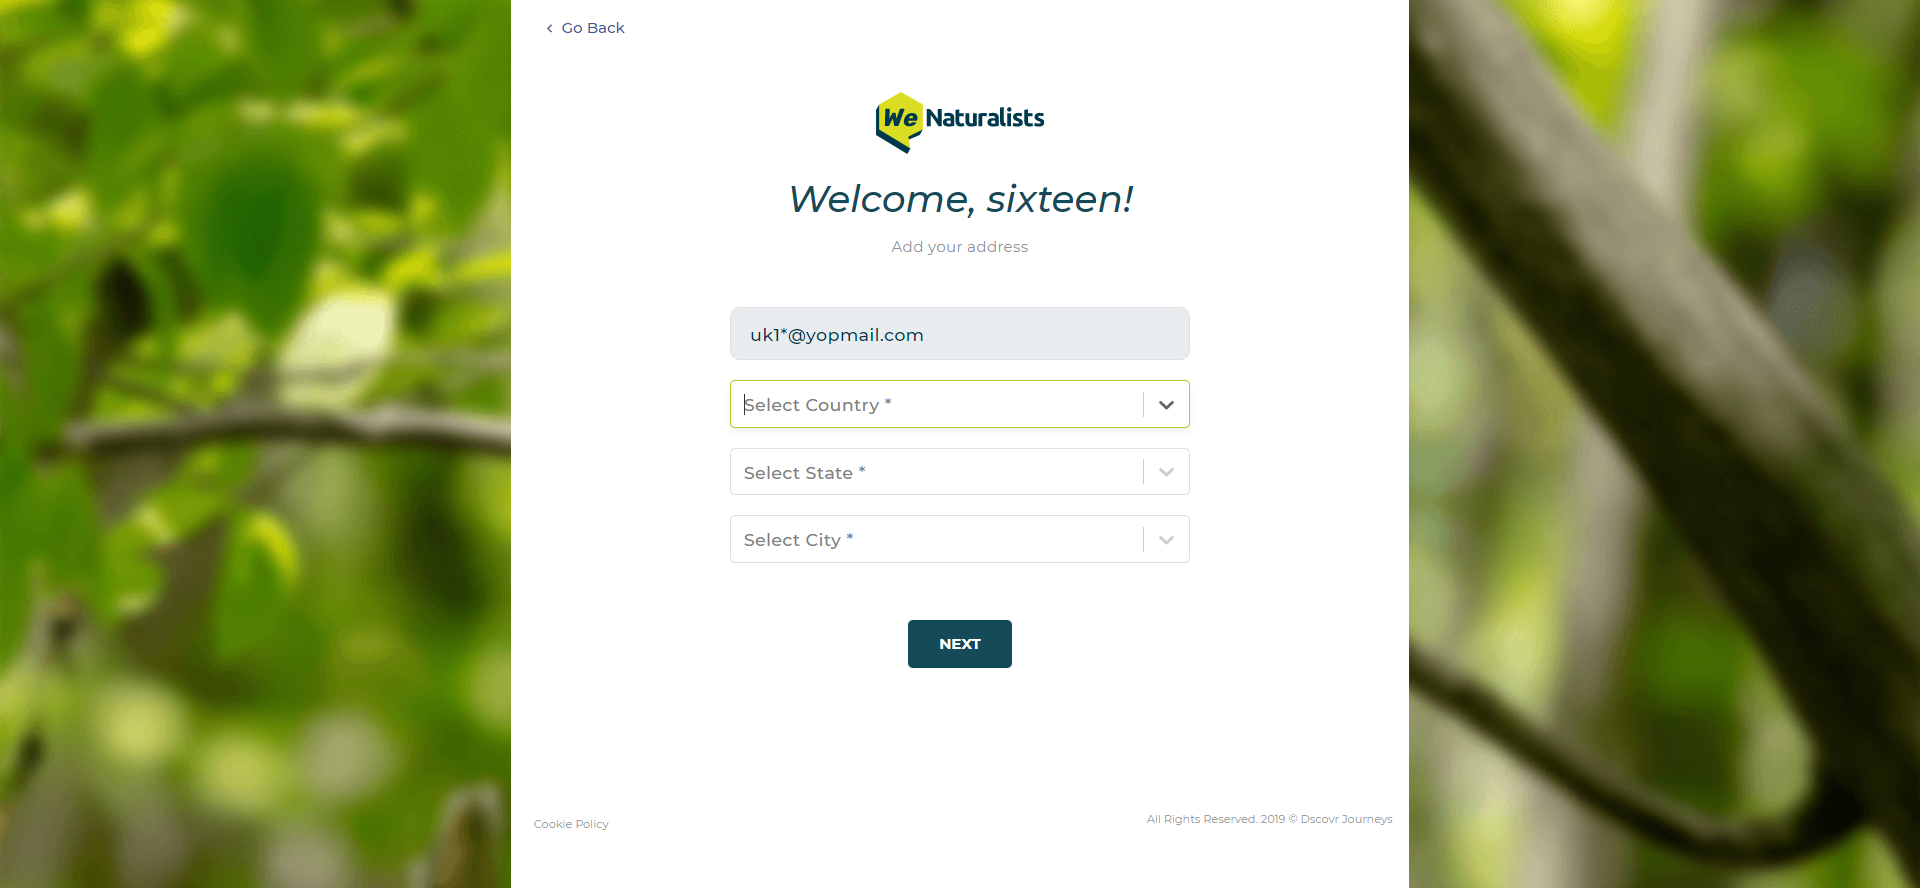 Go Back
We Naturalists
Welcome, sixteen!
Add your address
uk1*@yopmail.com
Select Country *
Select State *
Select City *
NEXT
Cookie Policy
All Rights Reserved. 2019 © Dscovr Journeys